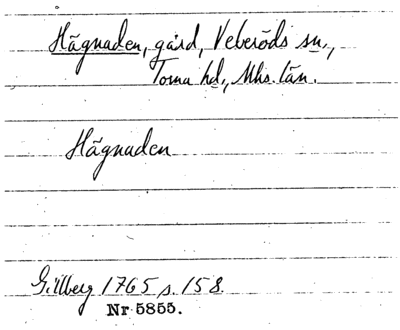 Hägnaden, gård, Veberöds sn.,
Torna hd., Mhs. län.
Hägnaden
Gillberg 1765 s. 158.
Nr 5855.